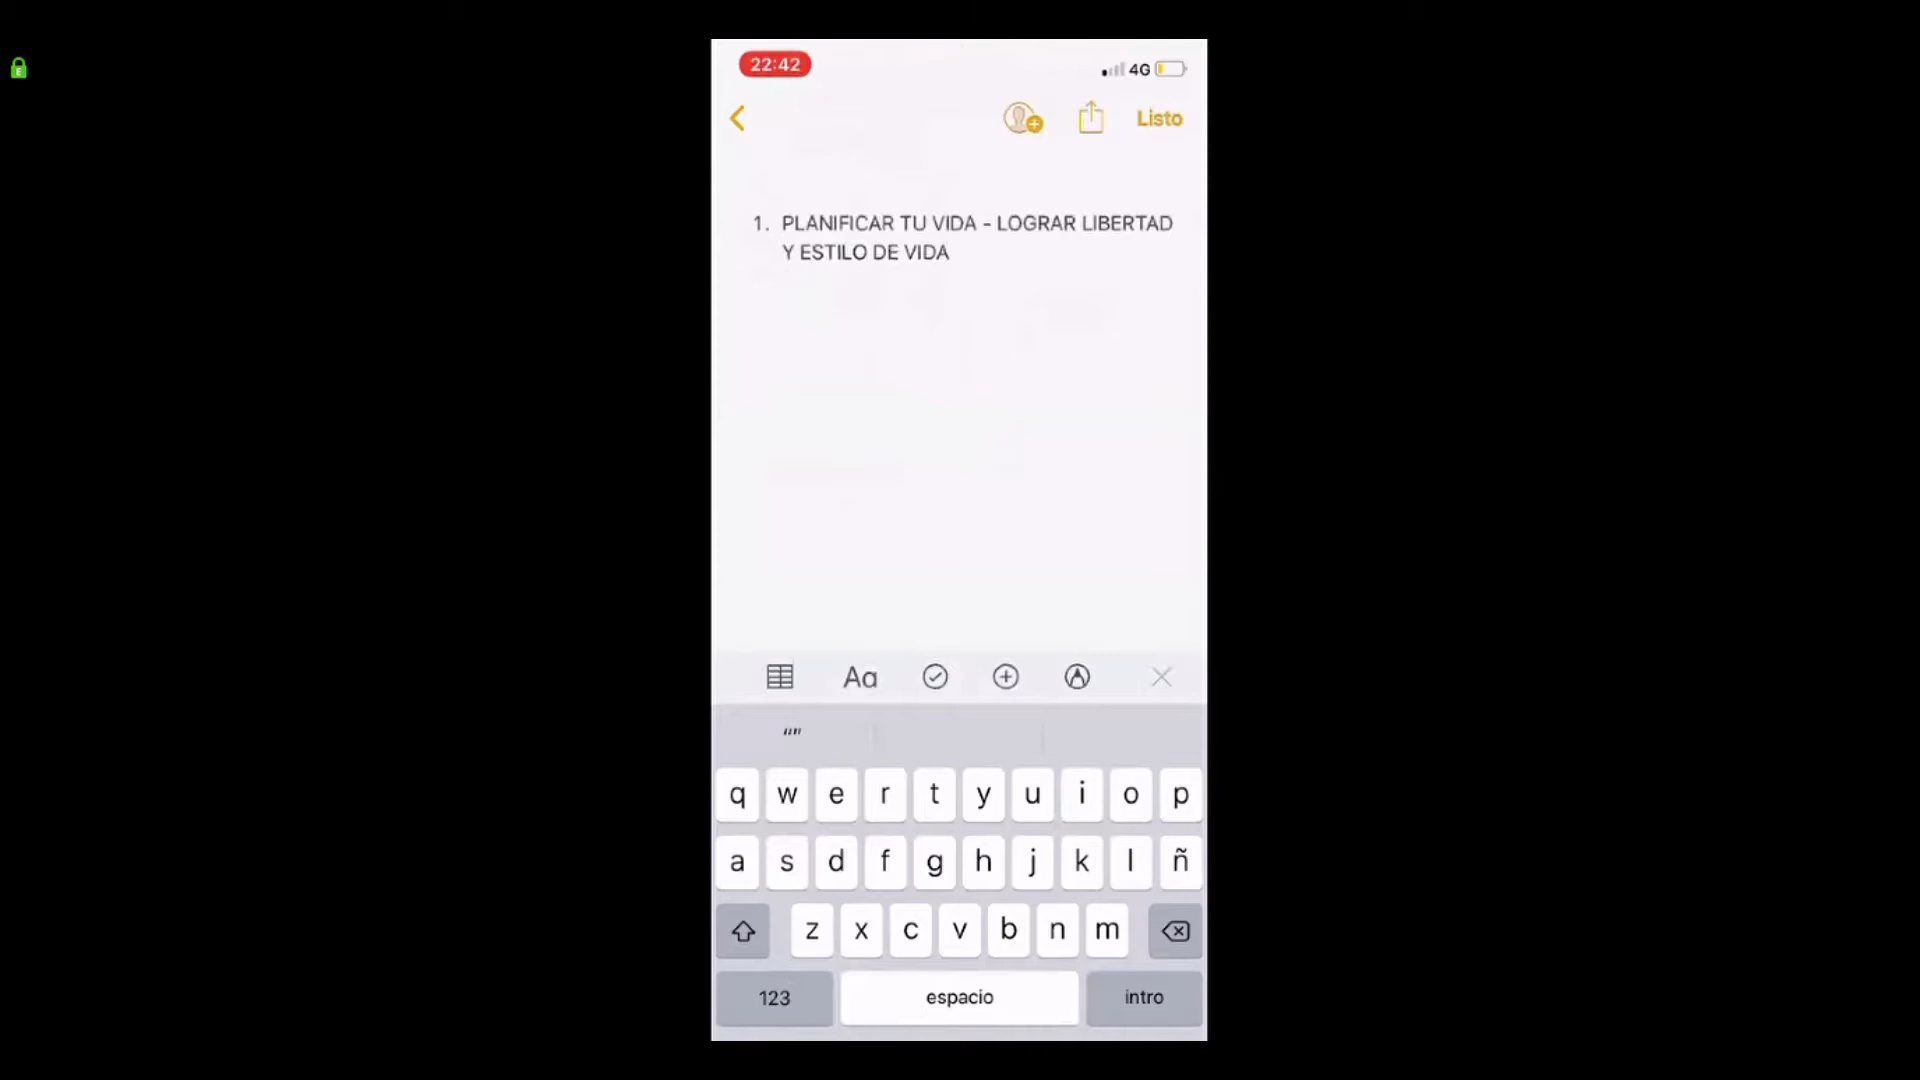 22:42
4G
Listo
1. PLANIFICAR TU VIDA - LOGRAR LIBERTAD
Y ESTILO DE VIDA
Aa
“”
q w e r t y u i o p
a s d f g h j k l ñ
z x c v b n m
123 espacio intro